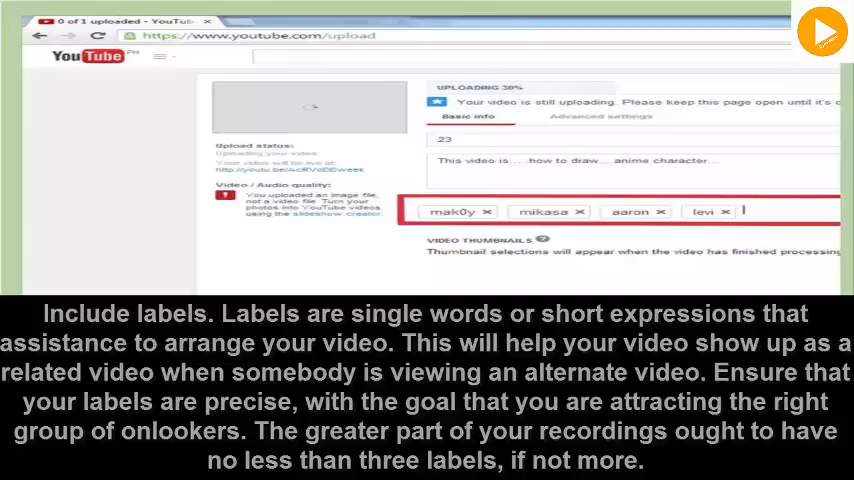 0 of 1 uploaded - YouTub
https://www.youtube.com/upload
YouTube PH
UPLOADING 30%
Your video is still uploading. Please keep this page open until it's
Basic info
Advanced settings
23
This video is.....how to draw... anime character...
Upload status:
Uploading your video.
Your video will be live at:
Video / Audio quality:
You uploaded an image file,
not a video file. Turn your
photos into YouTube videos
using the slideshow creator.
mak0y × mikasa × aaron × levi ×
VIDEO THUMBNAILS
Thumbnail selections will appear when the video has finished processing
Include labels. Labels are single words or short expressions that
assistance to arrange your video. This will help your video show up as a
related video when somebody is viewing an alternate video. Ensure that
your labels are precise, with the goal that you are attracting the right
group of onlookers. The greater part of your recordings ought to have
no less than three labels, if not more.